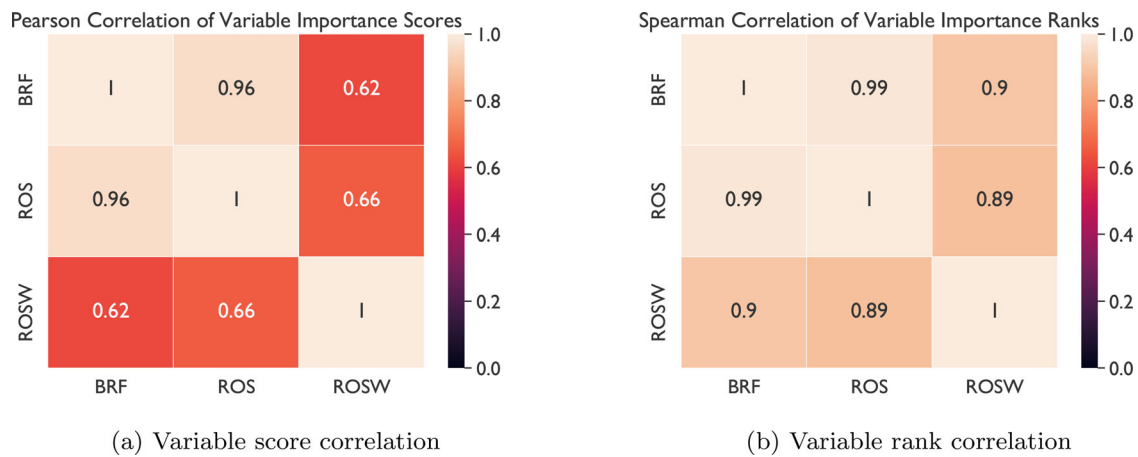 Pearson Correlation of Variable Importance Scores
BRF
ROS
ROSW
1 0.96 0.62
0.96 1 0.66
0.62 0.66 1
BRF ROS ROSW
1.0
0.8
0.6
0.4
0.2
0.0
(a) Variable score correlation
Spearman Correlation of Variable Importance Ranks
BRF
ROS
ROSW
1 0.99 0.9
0.99 1 0.89
0.9 0.89 1
BRF ROS ROSW
1.0
0.8
0.6
0.4
0.2
0.0
(b) Variable rank correlation